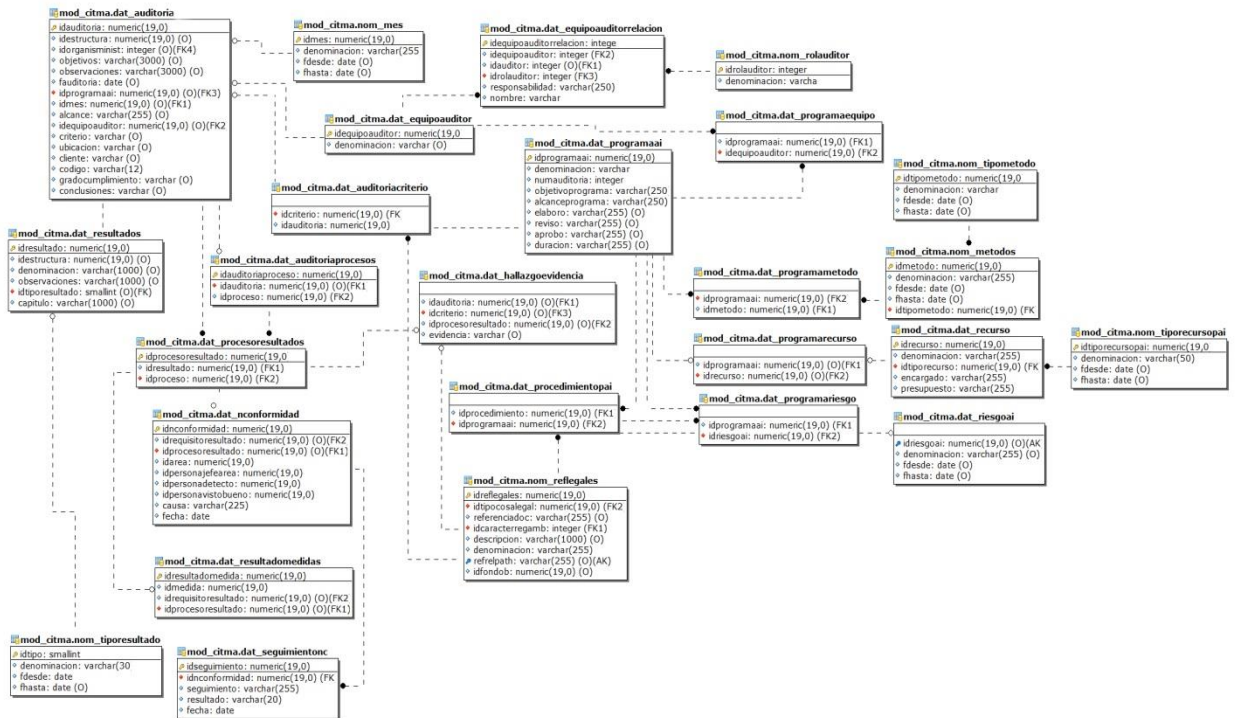 mod_citma.dat_auditoria
idauditoria: numeric(19,0)
idestructura: numeric(19,0) (O)
idorganisminist: integer (O)(FK4)
objetivos: varchar(3000) (O)
observaciones: varchar(3000) (O)
fauditoria: date (O)
idprogramaai: numeric(19,0) (O)(FK3)
idmes: numeric(19,0) (O)(FK1)
alcance: varchar(255) (O)
idequipoauditor: numeric(19,0) (O)(FK2
criterio: varchar (O)
ubicacion: varchar (O)
cliente: varchar (O)
codigo: varchar(12)
gradocumplimiento: varchar (O)
conclusiones: varchar (O)
mod_citma.nom_mes
idmes: numeric(19,0)
denominacion: varchar(255
fdesde: date (O)
fhasta: date (O)
mod_citma.dat_equipoauditorrelacion
idequipoauditorrelacion: intege
idequipoauditor: integer (FK2)
idauditor: integer (O)(FK1)
idrolauditor: integer (FK3)
responsabilidad: varchar(250)
nombre: varchar
mod_citma.nom_rolauditor
idrolauditor: integer
denominacion: varcha
mod_citma.dat_equipoauditor
idequipoauditor: numeric(19,0
denominacion: varchar (O)
mod_citma.dat_programaequipo
idprogramaai: numeric(19,0) (FK1)
idequipoauditor: numeric(19,0) (FK2
mod_citma.dat_programaai
idprogramaai: numeric(19,0)
denominacion: varchar
numauditoria: integer
objetivoprograma: varchar(250
alcanceprograma: varchar(250
elaboro: varchar(255) (O)
reviso: varchar(255) (O)
aprobo: varchar(255) (O)
duracion: varchar(255) (O)
mod_citma.nom_tipometodo
idtipometodo: numeric(19,0
denominacion: varchar
fdesde: date (O)
fhasta: date (O)
mod_citma.dat_auditoriacriterio
idcriterio: numeric(19,0) (FK
idauditoria: numeric(19,0)
mod_citma.dat_resultados
idresultado: numeric(19,0)
idestructura: numeric(19,0) (O)
denominacion: varchar(1000) (O)
observaciones: varchar(1000) (O)
idtiporesultado: smallint (O)(FK)
capitulo: varchar(1000) (O)
mod_citma.dat_auditoriaprocesos
idauditoriaproceso: numeric(19,0)
idauditoria: numeric(19,0) (O)(FK1
idproceso: numeric(19,0) (FK2)
mod_citma.dat_hallazgoevidencia
idauditoria: numeric(19,0) (O)(FK1)
idcriterio: numeric(19,0) (O)(FK3)
idprocesoresultado: numeric(19,0) (O)(FK2
evidencia: varchar (O)
mod_citma.dat_programametodo
idprogramaai: numeric(19,0) (FK2
idmetodo: numeric(19,0) (FK1)
mod_citma.nom_metodos
idmetodo: numeric(19,0)
denominacion: varchar(255)
fdesde: date (O)
fhasta: date (O)
idtipometodo: numeric(19,0) (FK
mod_citma.dat_procesoresultados
idprocesoresultado: numeric(19,0
idresultado: numeric(19,0) (FK1)
idproceso: numeric(19,0) (FK2)
mod_citma.dat_programarecurso
idprogramaai: numeric(19,0) (O)(FK1
idrecurso: numeric(19,0) (O)(FK2)
mod_citma.dat_recurso
idrecurso: numeric(19,0)
denominacion: varchar(255)
idtiporecurso: numeric(19,0) (FK
encargado: varchar(255)
presupuesto: varchar(255)
mod_citma.nom_tiporecursopai
idtiporecursopai: numeric(19,0
denominacion: varchar(50)
fdesde: date (O)
fhasta: date (O)
mod_citma.dat_procedimientopai
idprocedimiento: numeric(19,0) (FK1
idprogramaai: numeric(19,0) (FK2)
mod_citma.dat_programariesgo
idprogramaai: numeric(19,0) (FK1
idriesgoai: numeric(19,0) (FK2)
mod_citma.dat_riesgoai
idriesgoai: numeric(19,0) (O)(AK
denominacion: varchar(255) (O)
fdesde: date (O)
fhasta: date (O)
mod_citma.dat_nconformidad
idnconformidad: numeric(19,0)
idrequisitoresultado: numeric(19,0) (O)(FK2
idprocesoresultado: numeric(19,0) (O)(FK1)
idarea: numeric(19,0)
idpersonajefearea: numeric(19,0)
idpersonadetecto: numeric(19,0)
idpersonavistobueno: numeric(19,0)
causa: varchar(225)
fecha: date
mod_citma.nom_reflegales
idreflegales: numeric(19,0)
idtipocosalegal: numeric(19,0) (FK2
referenciadoc: varchar(255) (O)
idcaracterregamb: integer (FK1)
descripcion: varchar(1000) (O)
denominacion: varchar(255)
refrelpath: varchar(255) (O)(AK)
idfondob: numeric(19,0) (O)
mod_citma.dat_resultadomedidas
idresultadomedida: numeric(19,0)
idmedida: numeric(19,0)
idrequisitoresultado: numeric(19,0) (O)(FK2
idprocesoresultado: numeric(19,0) (O)(FK1)
mod_citma.nom_tiporesultado
idtipo: smallint
denominacion: varchar(30
fdesde: date
fhasta: date (O)
mod_citma.dat_seguimientonc
idseguimiento: numeric(19,0)
idnconformidad: numeric(19,0) (FK
seguimiento: varchar(255)
resultado: varchar(20)
fecha: date